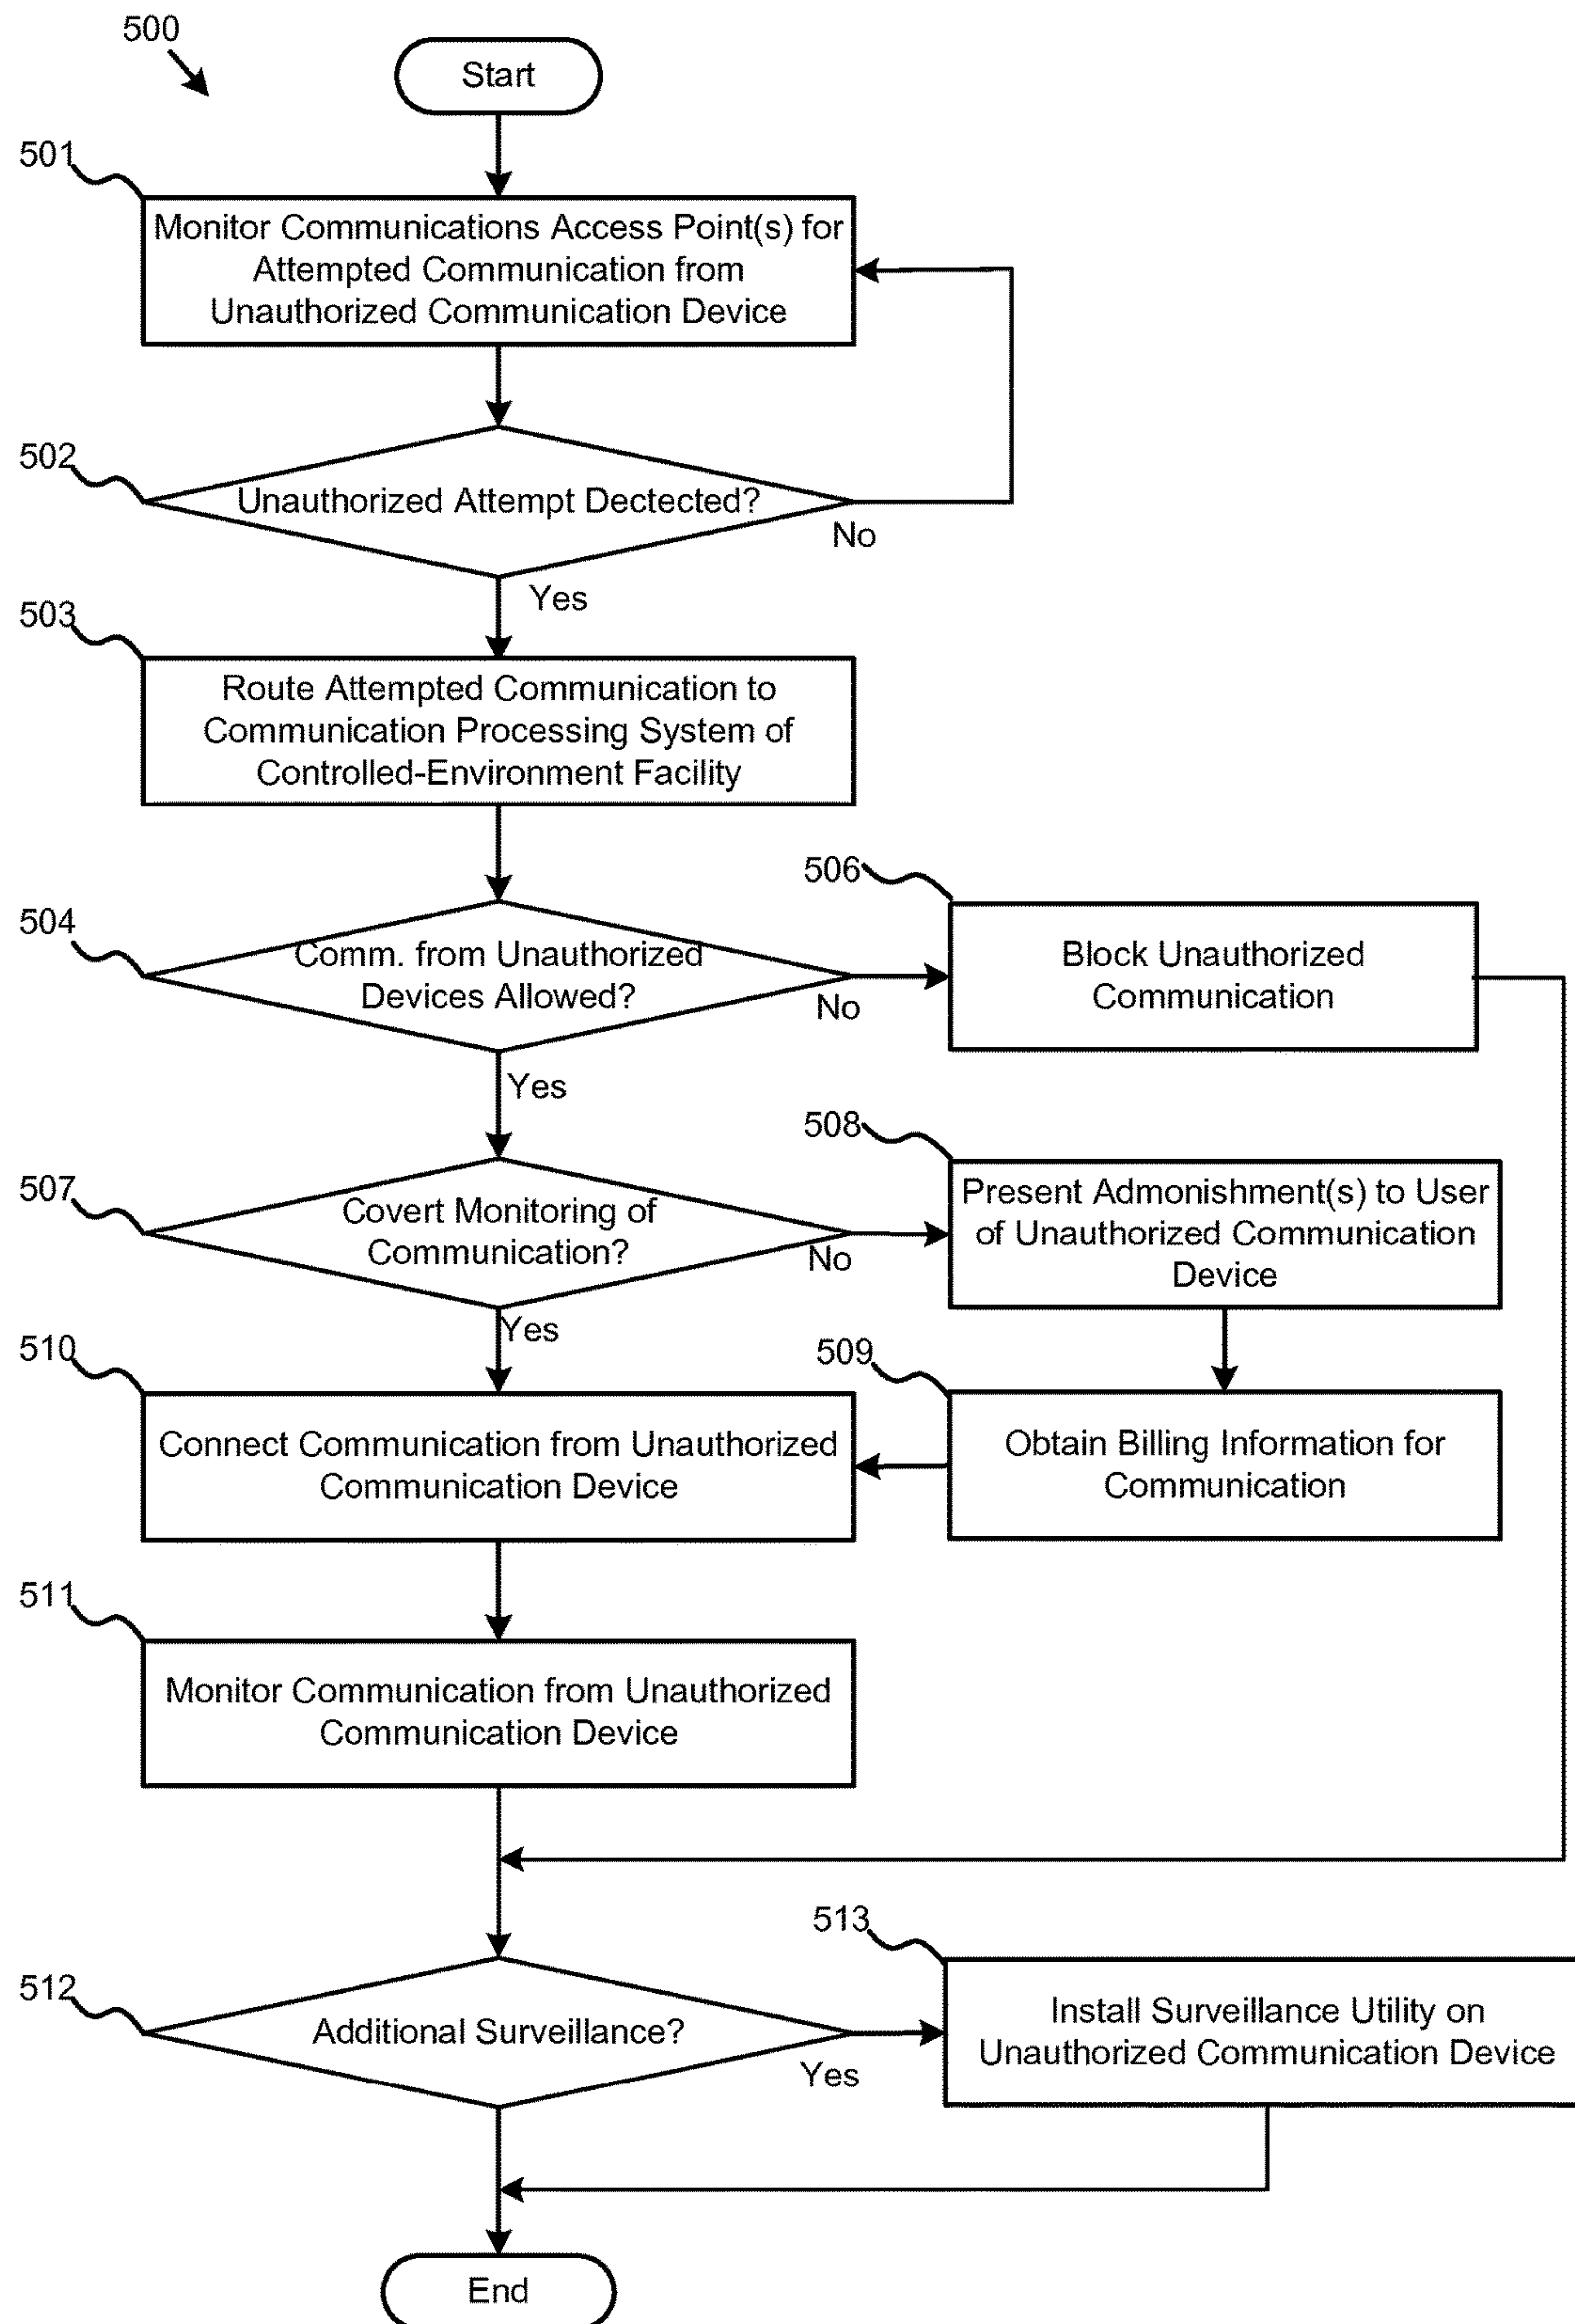 500
Start
501
Monitor Communications Access Point(s) for
Attempted Communication from
Unauthorized Communication Device
502
Unauthorized Attempt Dectected?
No
Yes
503
Route Attempted Communication to
Communication Processing System of
Controlled-Environment Facility
504
Comm. from Unauthorized
Devices Allowed?
No
506
Block Unauthorized
Communication
Yes
507
Covert Monitoring of
Communication?
No
508
Present Admonishment(s) to User
of Unauthorized Communication
Device
Yes
509
Obtain Billing Information for
Communication
510
Connect Communication from Unauthorized
Communication Device
511
Monitor Communication from Unauthorized
Communication Device
512
Additional Surveillance?
Yes
513
Install Surveillance Utility on
Unauthorized Communication Device
End